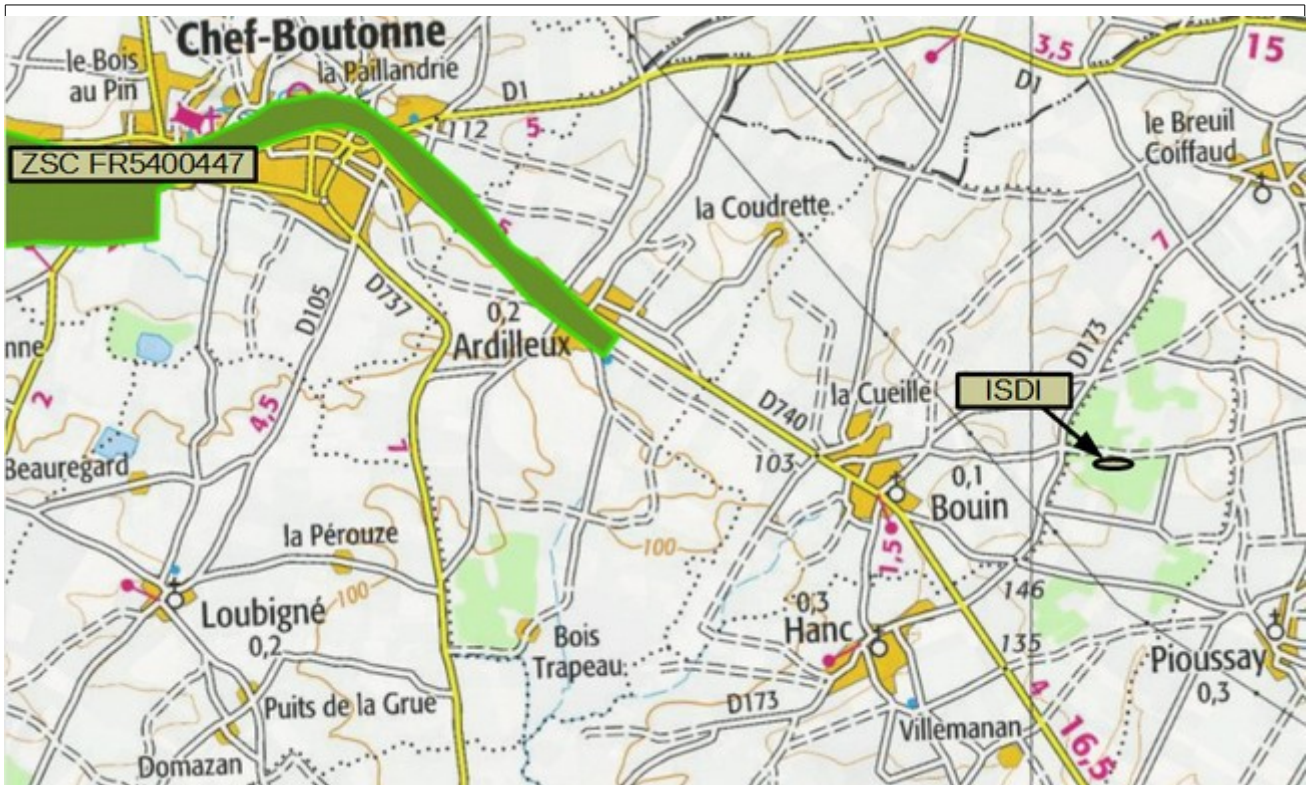 Chef-Boutonne
le Bois
au Pin
la Paillandrie
D1
3,5
D1
15
112
5
le Breuil
Coiffaud
ZSC FR5400447
la Coudrette
7
5
D105
D737
0,2
Ardilleux
D173
nne
2
4,5
D740
la Cueille
ISDI
Beauregard
103
0,1
Bouin
la Pérouze
100
100
1,5
146
Loubigné
0,2
0,3
Hanc
Bois
Trapeau
135
Pioussay
0,3
Puits de la Grue
D173
4
Villemanan
16,5
Domazan